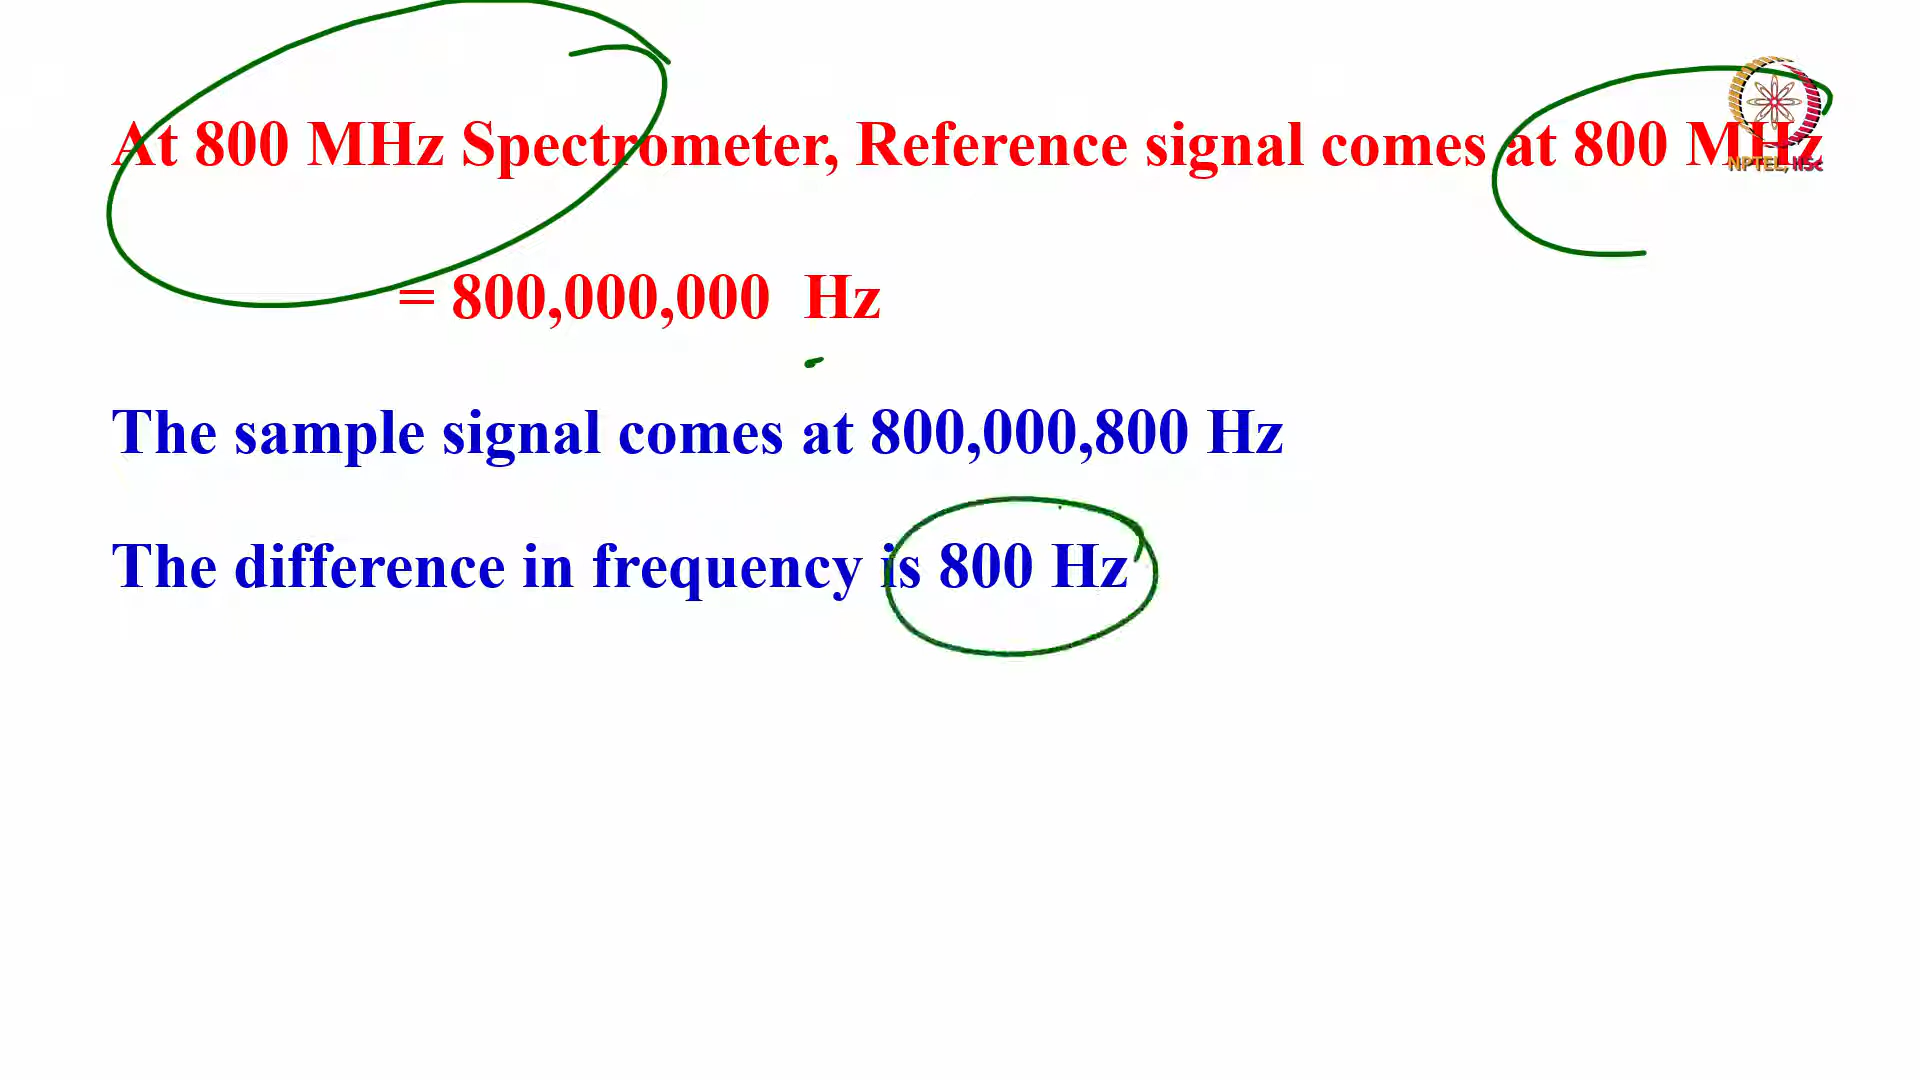 At 800 MHz Spectrometer, Reference signal comes at 800 MHz
NPTEL, IISc
= 800,000,000 Hz
The sample signal comes at 800,000,800 Hz
The difference in frequency is 800 Hz